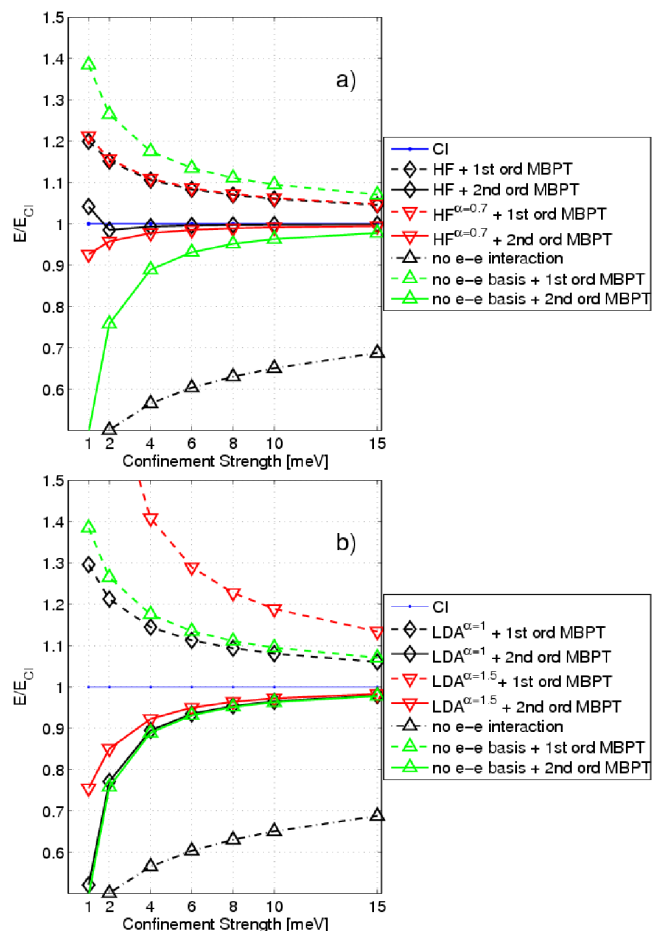 1.5
1.4
1.3
1.2
1.1
1
0.9
0.8
0.7
0.6
E/E_CI
a)
1 2 4 6 8 10 15
Confinement Strength [meV]
CI
HF + 1st ord MBPT
HF + 2nd ord MBPT
HF^α=0.7 + 1st ord MBPT
HF^α=0.7 + 2nd ord MBPT
no e−e interaction
no e−e basis + 1st ord MBPT
no e−e basis + 2nd ord MBPT
1.5
1.4
1.3
1.2
1.1
1
0.9
0.8
0.7
0.6
E/E_CI
b)
1 2 4 6 8 10 15
Confinement Strength [meV]
CI
LDA^α=1 + 1st ord MBPT
LDA^α=1 + 2nd ord MBPT
LDA^α=1.5 + 1st ord MBPT
LDA^α=1.5 + 2nd ord MBPT
no e−e interaction
no e−e basis + 1st ord MBPT
no e−e basis + 2nd ord MBPT